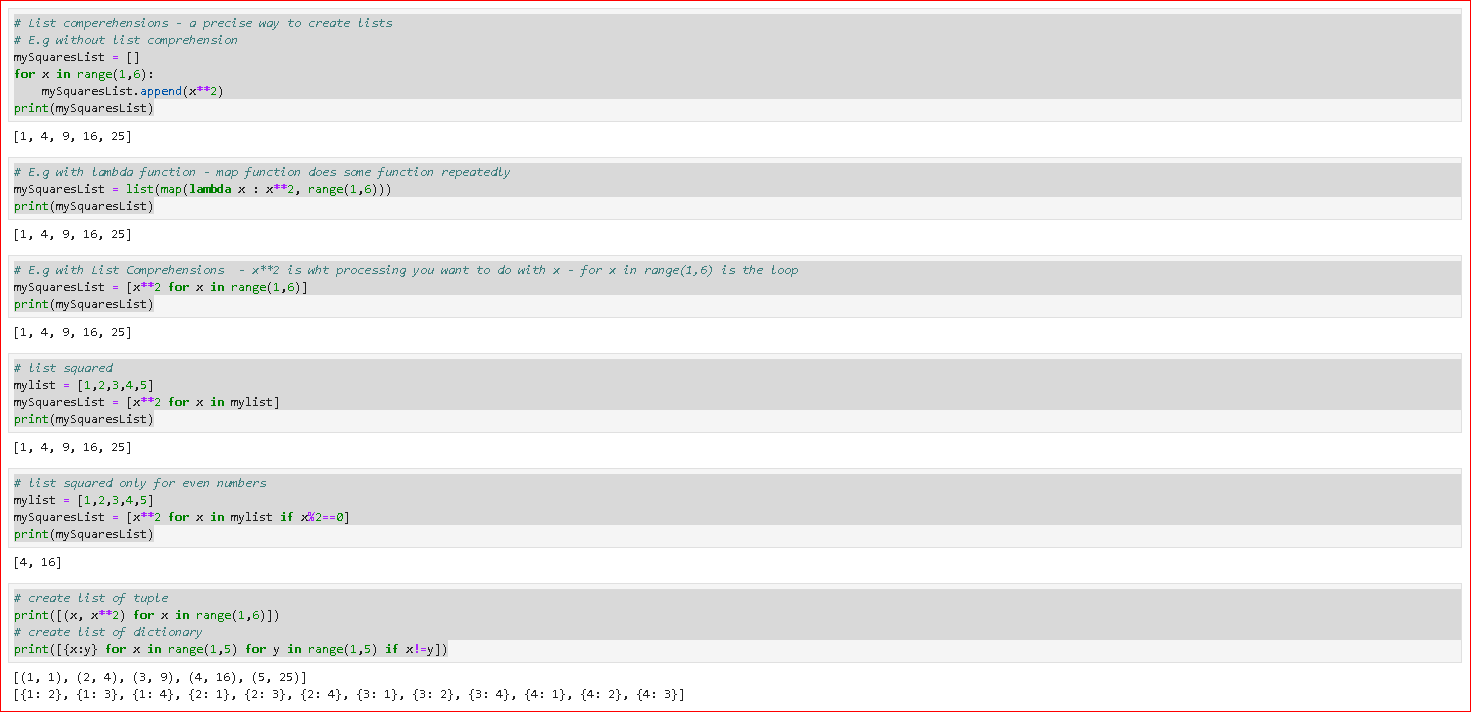 # List comperehensions - a precise way to create lists
# E.g without list comprehension
mySquaresList = []
for x in range(1,6):
    mySquaresList.append(x**2)
print(mySquaresList)
[1, 4, 9, 16, 25]
# E.g with lambda function - map function does some function repeatedly
mySquaresList = list(map(lambda x : x**2, range(1,6)))
print(mySquaresList)
[1, 4, 9, 16, 25]
# E.g with List Comprehensions  - x**2 is wht processing you want to do with x - for x in range(1,6) is the loop
mySquaresList = [x**2 for x in range(1,6)]
print(mySquaresList)
[1, 4, 9, 16, 25]
# list squared
mylist = [1,2,3,4,5]
mySquaresList = [x**2 for x in mylist]
print(mySquaresList)
[1, 4, 9, 16, 25]
# list squared only for even numbers
mylist = [1,2,3,4,5]
mySquaresList = [x**2 for x in mylist if x%2==0]
print(mySquaresList)
[4, 16]
# create list of tuple
print([(x, x**2) for x in range(1,6)])
# create list of dictionary
print([{x:y} for x in range(1,5) for y in range(1,5) if x!=y])
[(1, 1), (2, 4), (3, 9), (4, 16), (5, 25)]
[{1: 2}, {1: 3}, {1: 4}, {2: 1}, {2: 3}, {2: 4}, {3: 1}, {3: 2}, {3: 4}, {4: 1}, {4: 2}, {4: 3}]